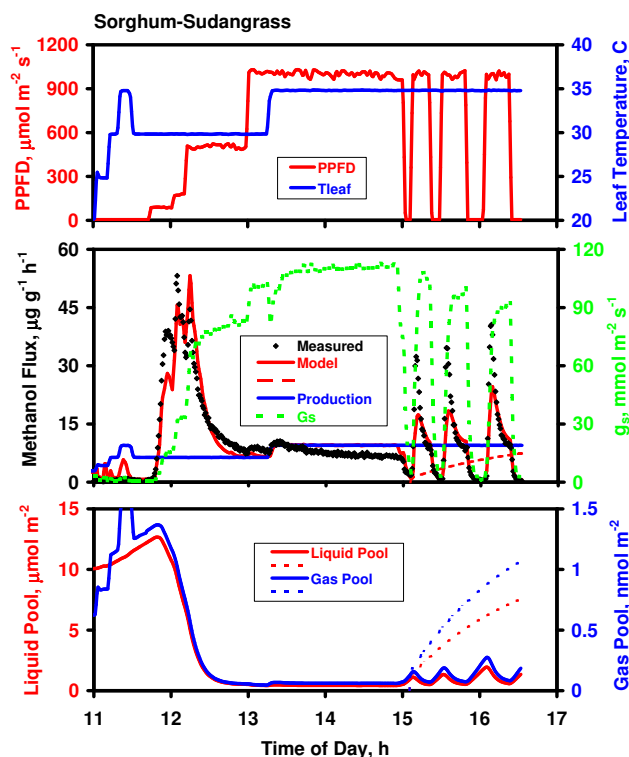 Sorghum-Sudangrass
PPFD, μmol m⁻² s⁻¹
1200
900
600
300
0
40
35
30
25
20
Leaf Temperature, C
PPFD
Tleaf
Methanol Flux, μg g⁻¹ h⁻¹
60
45
30
15
0
120
90
60
30
0
gₛ, mmol m⁻² s⁻¹
Measured
Model
Production
Gs
Liquid Pool, μmol m⁻²
15
10
5
0
1.5
1
0.5
0
Gas Pool, nmol m⁻²
Liquid Pool
Gas Pool
11 12 13 14 15 16 17
Time of Day, h